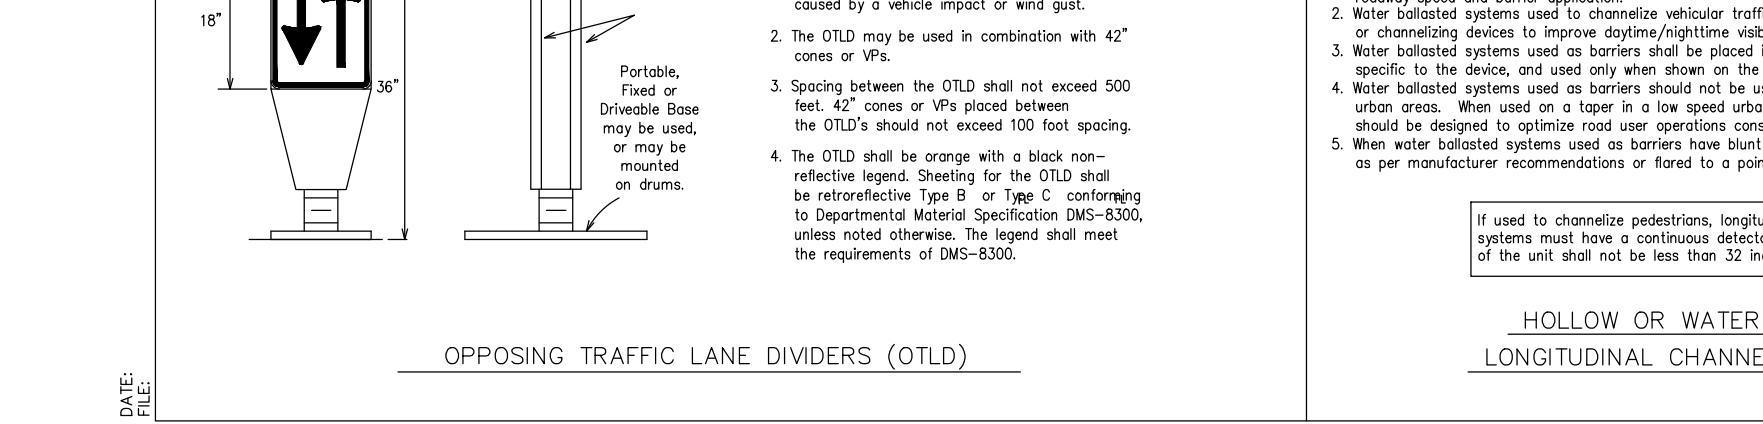 18"
36"
Portable,
Fixed or
Driveable Base
may be used,
or may be
mounted
on drums.
caused by a vehicle impact or wind gust.
2. The OTLD may be used in combination with 42"
cones or VPs.
3. Spacing between the OTLD shall not exceed 500
feet. 42" cones or VPs placed between
the OTLD's should not exceed 100 foot spacing.
4. The OTLD shall be orange with a black non-
reflective legend. Sheeting for the OTLD shall
be retroreflective Type B FL or Type C FL conforming
to Departmental Material Specification DMS-8300,
unless noted otherwise. The legend shall meet
the requirements of DMS-8300.
OPPOSING TRAFFIC LANE DIVIDERS (OTLD)
roadway speed and barrier application.
2. Water ballasted systems used to channelize vehicular
or channelizing devices to improve daytime/nighttime
3. Water ballasted systems used as barriers shall be placed
specific to the device, and used only when shown on the
4. Water ballasted systems used as barriers should not be
urban areas. When used on a taper in a low speed
should be designed to optimize road user operations
5. When water ballasted systems used as barriers have blunt
as per manufacturer recommendations or flared to a
If used to channelize pedestrians,
systems must have a continuous
of the unit shall not be less than 32
HOLLOW OR WATER
LONGITUDINAL
DATE:
FILE: